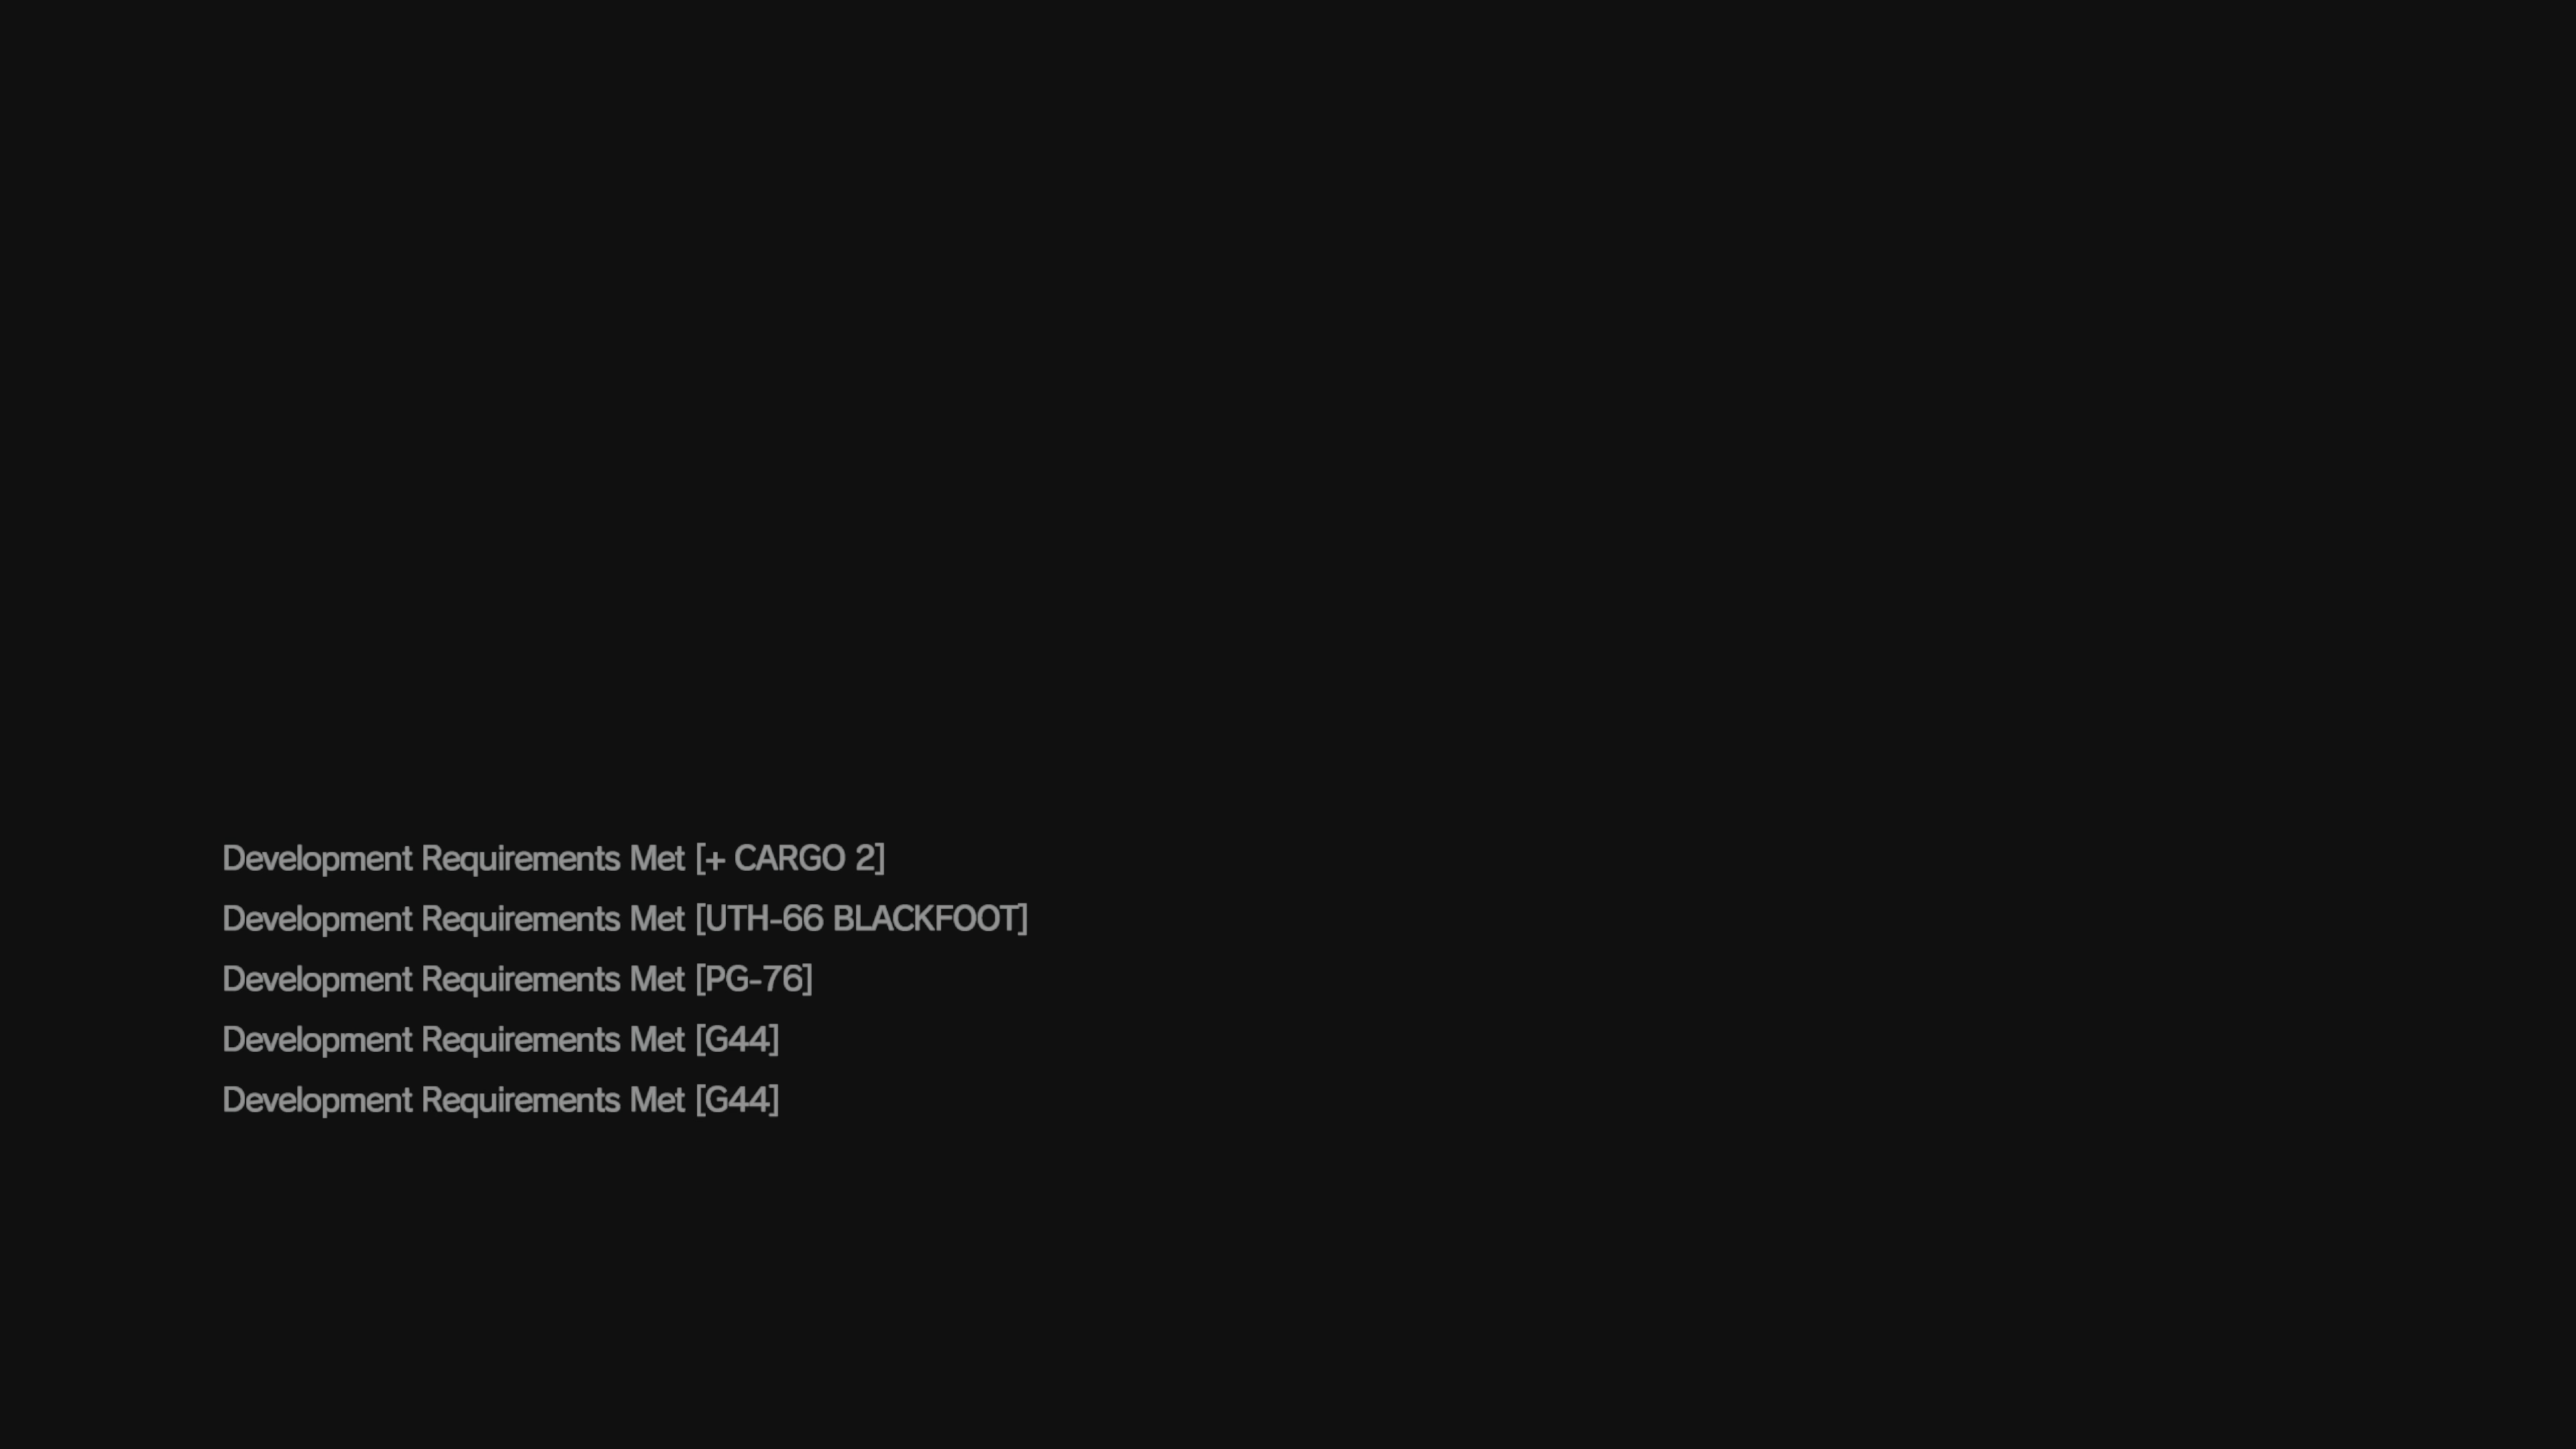 Development Requirements Met [+ CARGO 2]
Development Requirements Met [UTH-66 BLACKFOOT]
Development Requirements Met [PG-76]
Development Requirements Met [G44]
Development Requirements Met [G44]